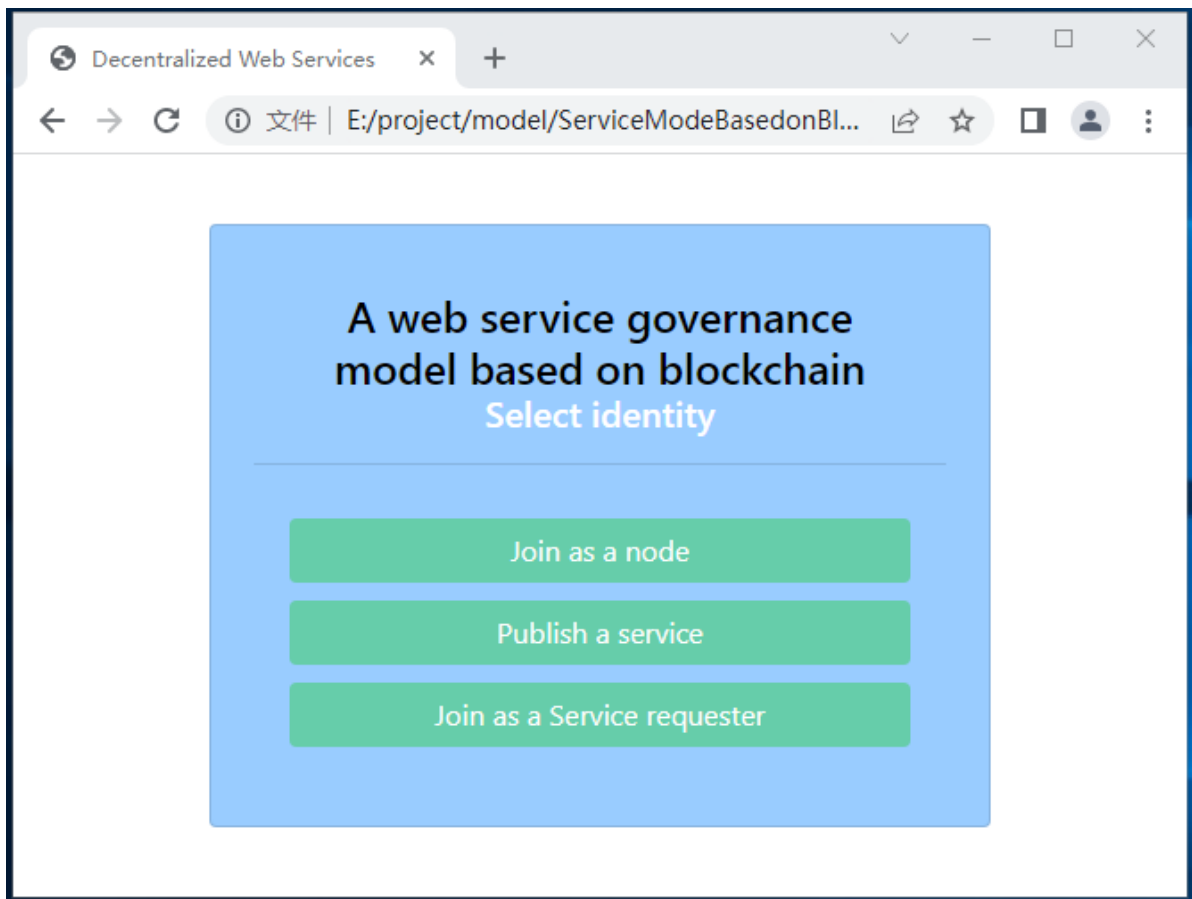 Decentralized Web Services
文件 | E:/project/model/ServiceModeBasedonBl...
A web service governance
model based on blockchain
Select identity
Join as a node
Publish a service
Join as a Service requester